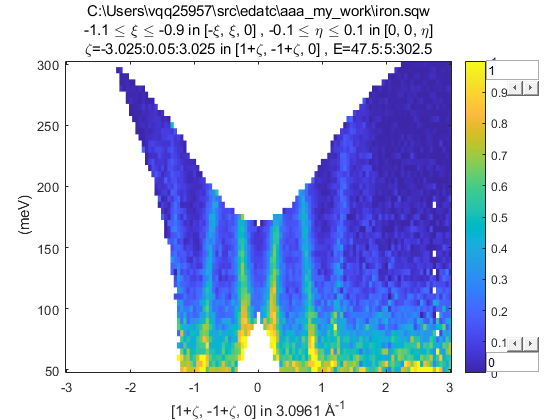 C:\Users\vqq25957\src\edatc\aaa_my_work\iron.sqw
-1.1 ≤ ξ ≤ -0.9 in [-ξ, ξ, 0] , -0.1 ≤ η ≤ 0.1 in [0, 0, η]
ζ=-3.025:0.05:3.025 in [1+ζ, -1+ζ, 0] , E=47.5:5:302.5
300
250
200
150
100
50
(meV)
-3 -2 -1 0 1 2 3
[1+ζ, -1+ζ, 0] in 3.0961 Å-1
1
0.9
0.8
0.7
0.6
0.5
0.4
0.3
0.2
0.1
0